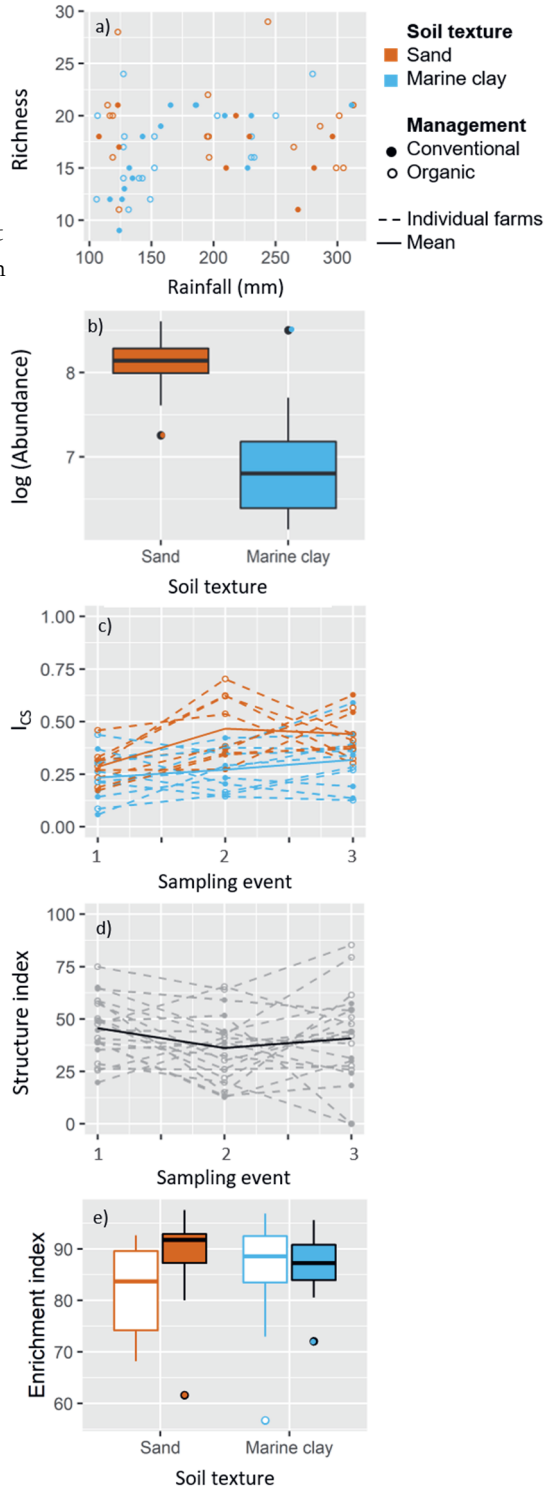 a)
30
25
20
15
10
Richness
100 150 200 250 300
Rainfall (mm)
Soil texture
Sand
Marine clay
Management
Conventional
Organic
Individual farms
Mean
b)
8
7
log (Abundance)
Sand Marine clay
Soil texture
c)
1.00
0.75
0.50
0.25
0.00
ICS
1 2 3
Sampling event
d)
100
75
50
25
0
Structure index
1 2 3
Sampling event
e)
90
80
70
60
Enrichment index
Sand Marine clay
Soil texture